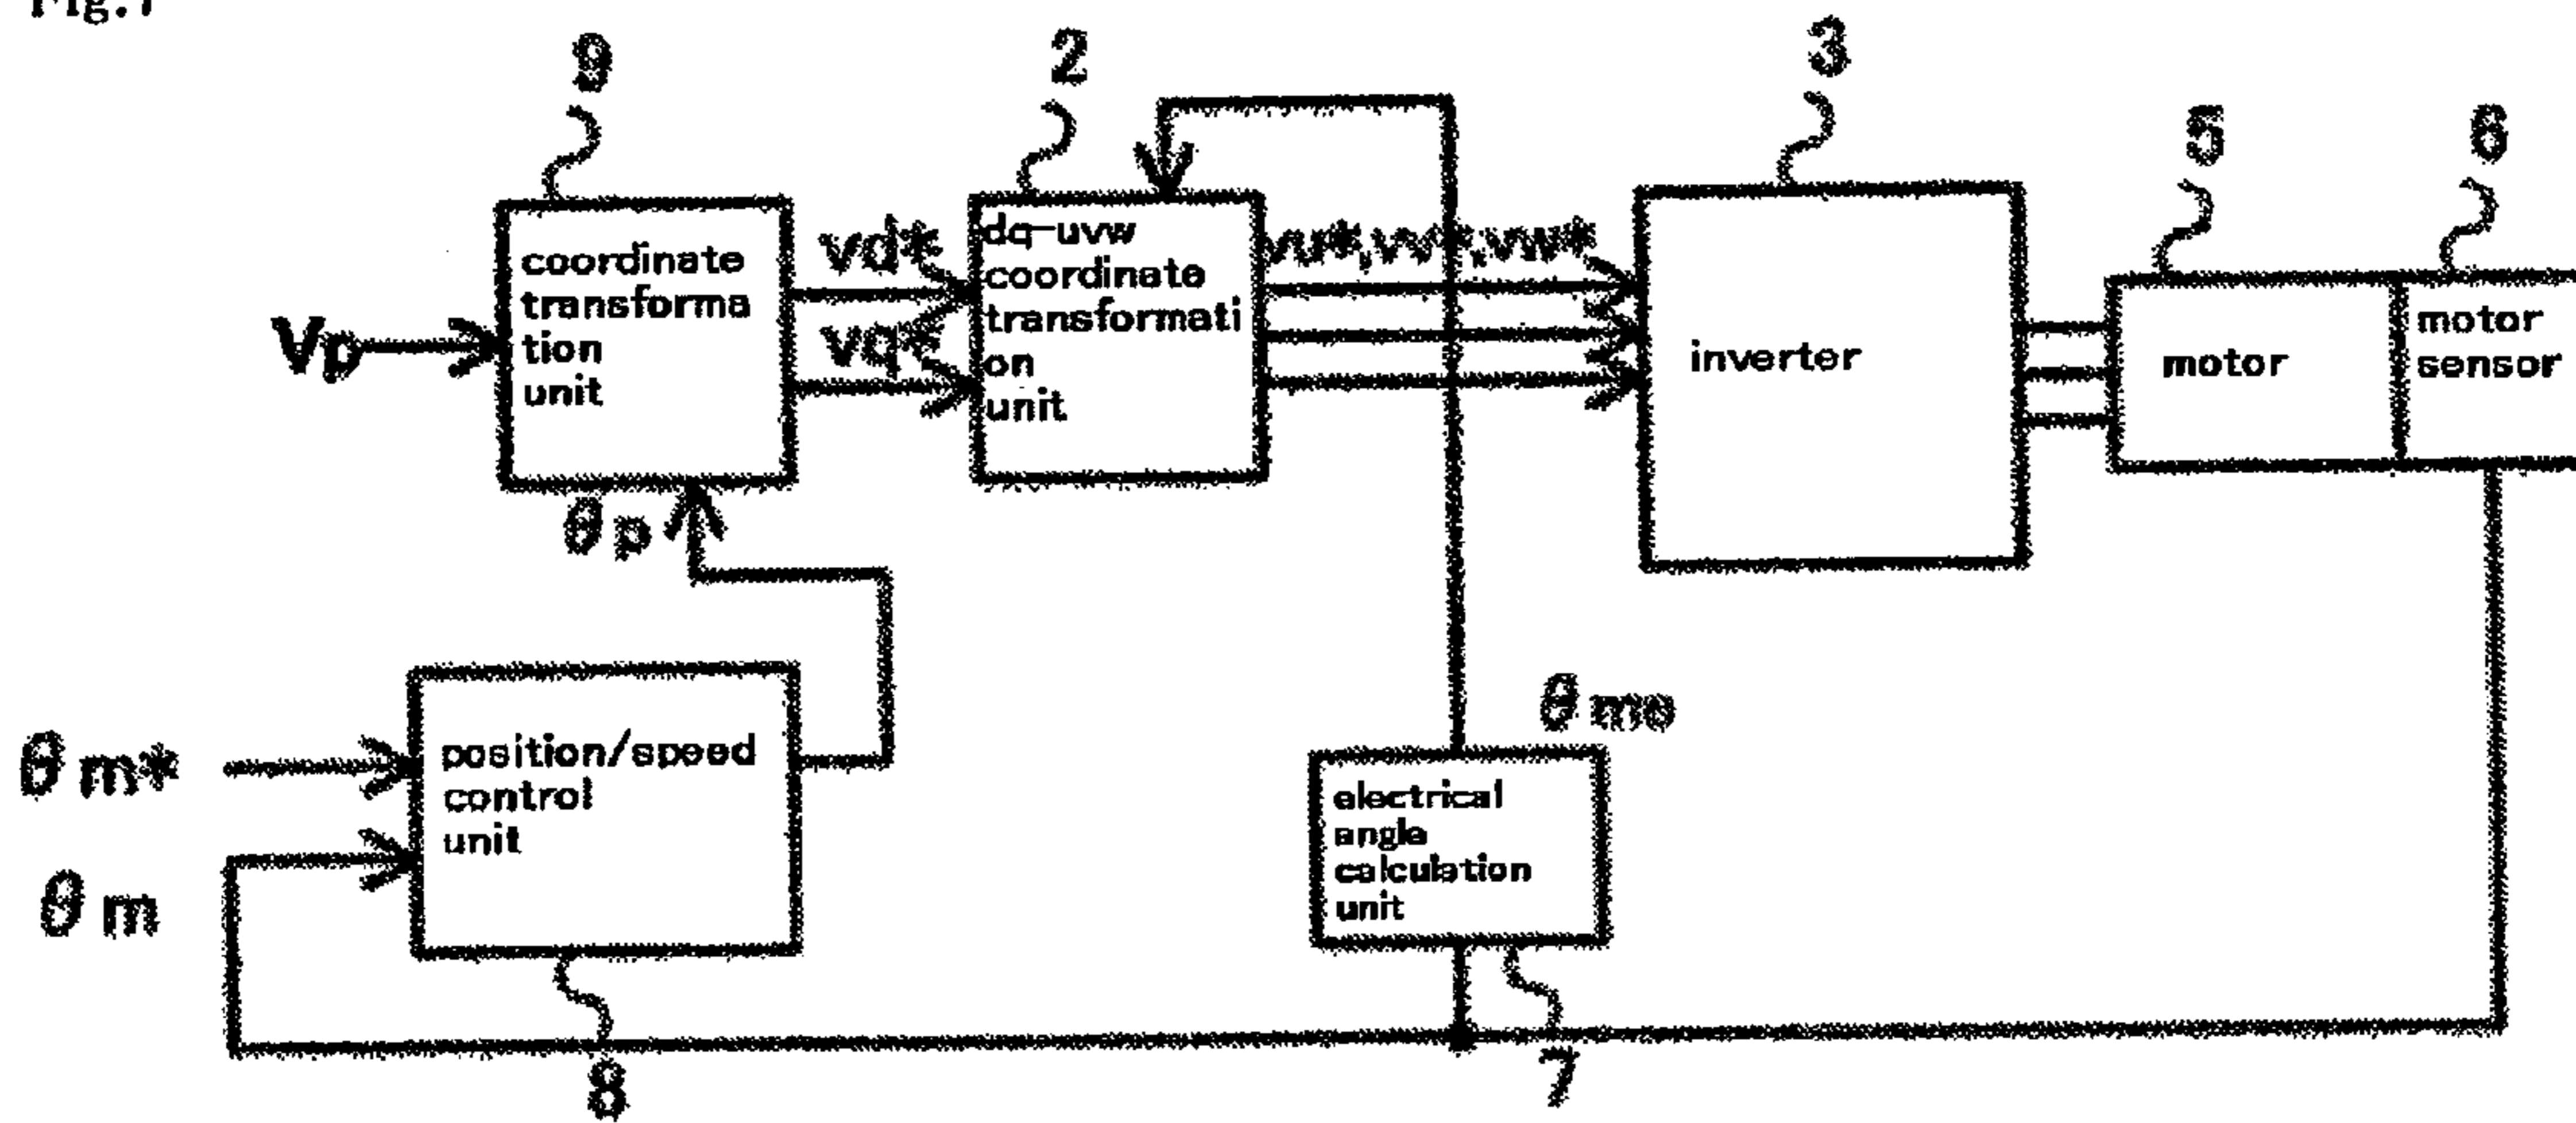 9
2
3
5
6
Vp
coordinate
transforma
tion
unit
vd*
vq*
dq-uvw
coordinate
transformati
on
unit
vu*,vv*,vw*
inverter
motor
motor
sensor
θp
θm*
θm
position/speed
control
unit
θme
electrical
angle
calculation
unit
8
7